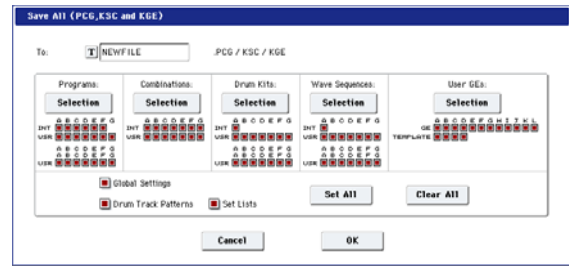 Save All (PCG,KSC and KGE)
To: T NEWFILE .PCG / KSC / KGE
Programs: Combinations: Drum Kits: Wave Sequences: User GEs:
Selection Selection Selection Selection Selection
A B C D E F G A B C D E F G A B C D E F G A B C D E F G A B C D E F G H I J K L
INT INT INT GE
USR USR USR TEMPLATE
A B C D E F G A B C D E F G A B C D E F G
A B C D E F G A B C D E F G A B C D E F G
USR USR USR
Global Settings
Drum Track Patterns Set Lists Set All Clear All
Cancel OK